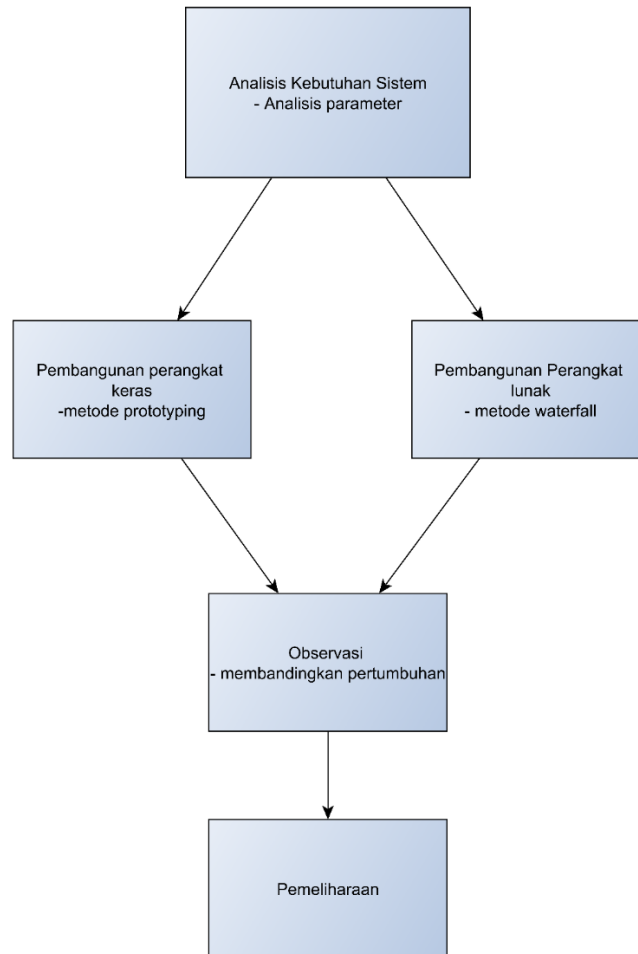 Analisis Kebutuhan Sistem
- Analisis parameter
Pembangunan perangkat
keras
-metode prototyping
Pembangunan Perangkat
lunak
- metode waterfall
Observasi
- membandingkan pertumbuhan
Pemeliharaan